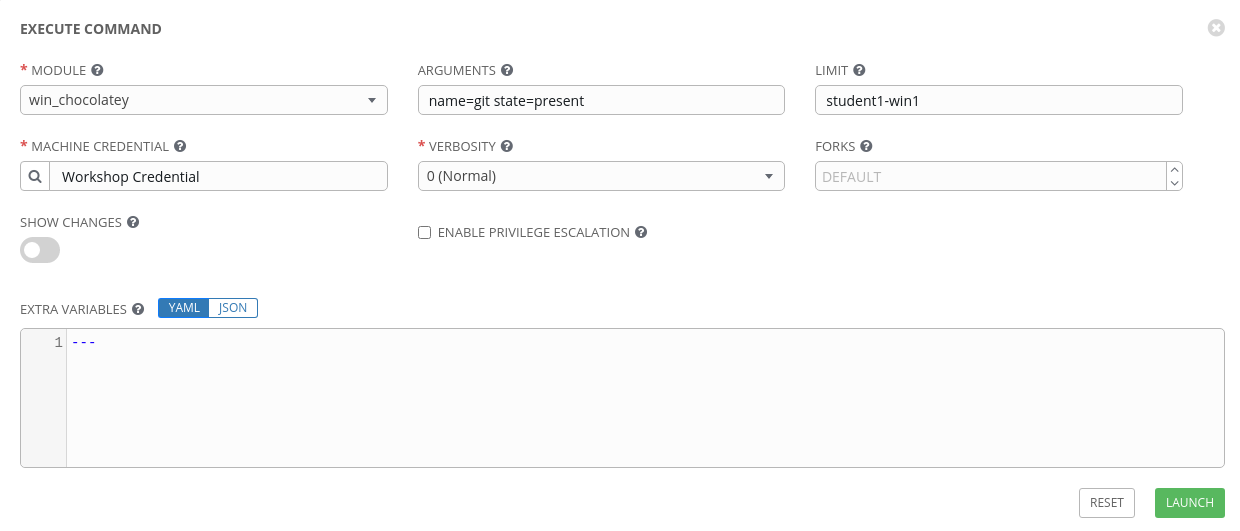 EXECUTE COMMAND
* MODULE ?
ARGUMENTS ?
LIMIT ?
win_chocolatey
name=git state=present
student1-win1
* MACHINE CREDENTIAL ?
* VERBOSITY ?
FORKS ?
Workshop Credential
0 (Normal)
DEFAULT
SHOW CHANGES ?
ENABLE PRIVILEGE ESCALATION ?
EXTRA VARIABLES ? YAML JSON
1 ---
RESET LAUNCH